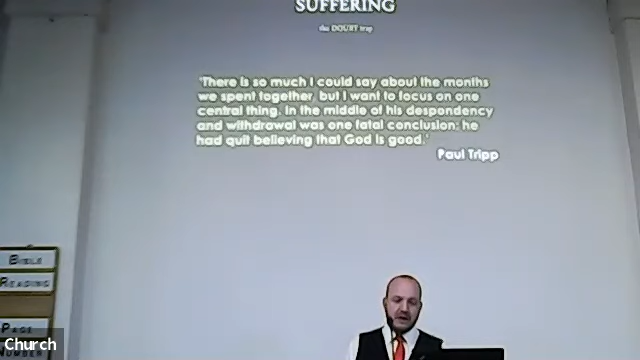 SUFFERING
the DOUBT trap
'There is so much I could say about the months
we spent together, but I want to focus on one
central thing. In the middle of his despondency
and withdrawal was one fatal conclusion: he
had quit believing that God is good.'
Paul Tripp
BIBLE
READING
PAGE
NUMBER
Church